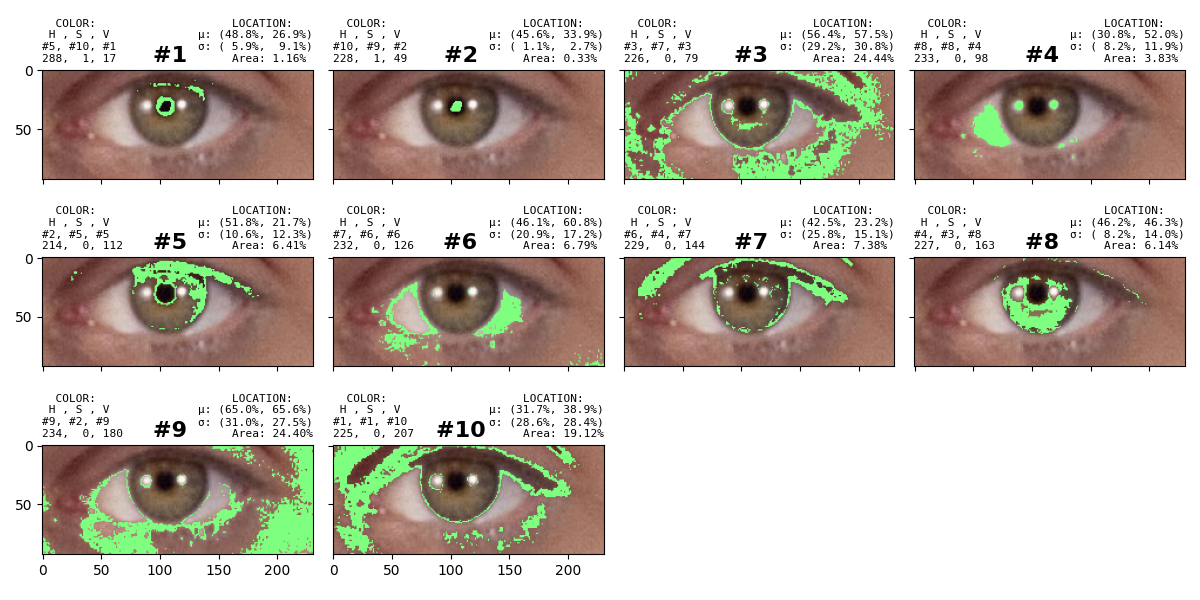 COLOR: LOCATION:
H , S , V μ: (48.8%, 26.9%)
#5, #10, #1 σ: ( 5.9%, 9.1%)
288, 1, 17 #1 Area: 1.16%
COLOR: LOCATION:
H , S , V μ: (45.6%, 33.9%)
#10, #9, #2 σ: ( 1.1%, 2.7%)
228, 1, 49 #2 Area: 0.33%
COLOR: LOCATION:
H , S , V μ: (56.4%, 57.5%)
#3, #7, #3 σ: (29.2%, 30.8%)
226, 0, 79 #3 Area: 24.44%
COLOR: LOCATION:
H , S , V μ: (30.8%, 52.0%)
#8, #8, #4 σ: ( 8.2%, 11.9%)
233, 0, 98 #4 Area: 3.83%
0
50
COLOR: LOCATION:
H , S , V μ: (51.8%, 21.7%)
#2, #5, #5 σ: (10.6%, 12.3%)
214, 0, 112 #5 Area: 6.41%
COLOR: LOCATION:
H , S , V μ: (46.1%, 60.8%)
#7, #6, #6 σ: (20.9%, 17.2%)
232, 0, 126 #6 Area: 6.79%
COLOR: LOCATION:
H , S , V μ: (42.5%, 23.2%)
#6, #4, #7 σ: (25.8%, 15.1%)
229, 0, 144 #7 Area: 7.38%
COLOR: LOCATION:
H , S , V μ: (46.2%, 46.3%)
#4, #3, #8 σ: ( 8.2%, 14.0%)
227, 0, 163 #8 Area: 6.14%
0
50
COLOR: LOCATION:
H , S , V μ: (65.0%, 65.6%)
#9, #2, #9 σ: (31.0%, 27.5%)
234, 0, 180 #9 Area: 24.40%
COLOR: LOCATION:
H , S , V μ: (31.7%, 38.9%)
#1, #1, #10 σ: (28.6%, 28.4%)
225, 0, 207 #10 Area: 19.12%
0
50
0 50 100 150 200
0 50 100 150 200